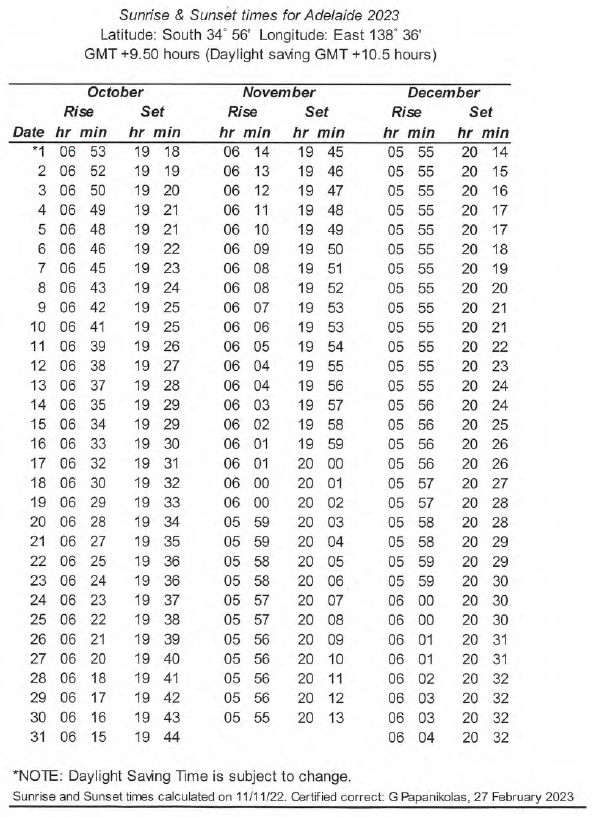 Sunrise & Sunset times for Adelaide 2023
Latitude: South 34° 56' Longitude: East 138° 36'
GMT +9.50 hours (Daylight saving GMT +10.5 hours)
October November December
Rise Set Rise Set Rise Set
Date hr min hr min hr min hr min hr min hr min
*1 06 53 19 18 06 14 19 45 05 55 20 14
2 06 52 19 19 06 13 19 46 05 55 20 15
3 06 50 19 20 06 12 19 47 05 55 20 16
4 06 49 19 21 06 11 19 48 05 55 20 17
5 06 48 19 21 06 10 19 49 05 55 20 17
6 06 46 19 22 06 09 19 50 05 55 20 18
7 06 45 19 23 06 08 19 51 05 55 20 19
8 06 43 19 24 06 08 19 52 05 55 20 20
9 06 42 19 25 06 07 19 53 05 55 20 21
10 06 41 19 25 06 06 19 53 05 55 20 21
11 06 39 19 26 06 05 19 54 05 55 20 22
12 06 38 19 27 06 04 19 55 05 55 20 23
13 06 37 19 28 06 04 19 56 05 55 20 24
14 06 35 19 29 06 03 19 57 05 56 20 24
15 06 34 19 29 06 02 19 58 05 56 20 25
16 06 33 19 30 06 01 19 59 05 56 20 26
17 06 32 19 31 06 01 20 00 05 56 20 26
18 06 30 19 32 06 00 20 01 05 57 20 27
19 06 29 19 33 06 00 20 02 05 57 20 28
20 06 28 19 34 05 59 20 03 05 58 20 28
21 06 27 19 35 05 59 20 04 05 58 20 29
22 06 25 19 36 05 58 20 05 05 59 20 29
23 06 24 19 36 05 58 20 06 05 59 20 30
24 06 23 19 37 05 57 20 07 06 00 20 30
25 06 22 19 38 05 57 20 08 06 00 20 30
26 06 21 19 39 05 56 20 09 06 01 20 31
27 06 20 19 40 05 56 20 10 06 01 20 31
28 06 18 19 41 05 56 20 11 06 02 20 32
29 06 17 19 42 05 56 20 12 06 03 20 32
30 06 16 19 43 05 55 20 13 06 03 20 32
31 06 15 19 44 06 04 20 32
*NOTE: Daylight Saving Time is subject to change.
Sunrise and Sunset times calculated on 11/11/22. Certified correct: G Papanikolas, 27 February 2023